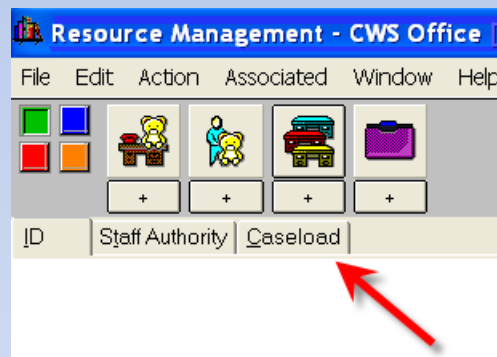 Resource Management - CWS Office
File Edit Action Associated Window Help
+ + + +
ID Staff Authority Caseload